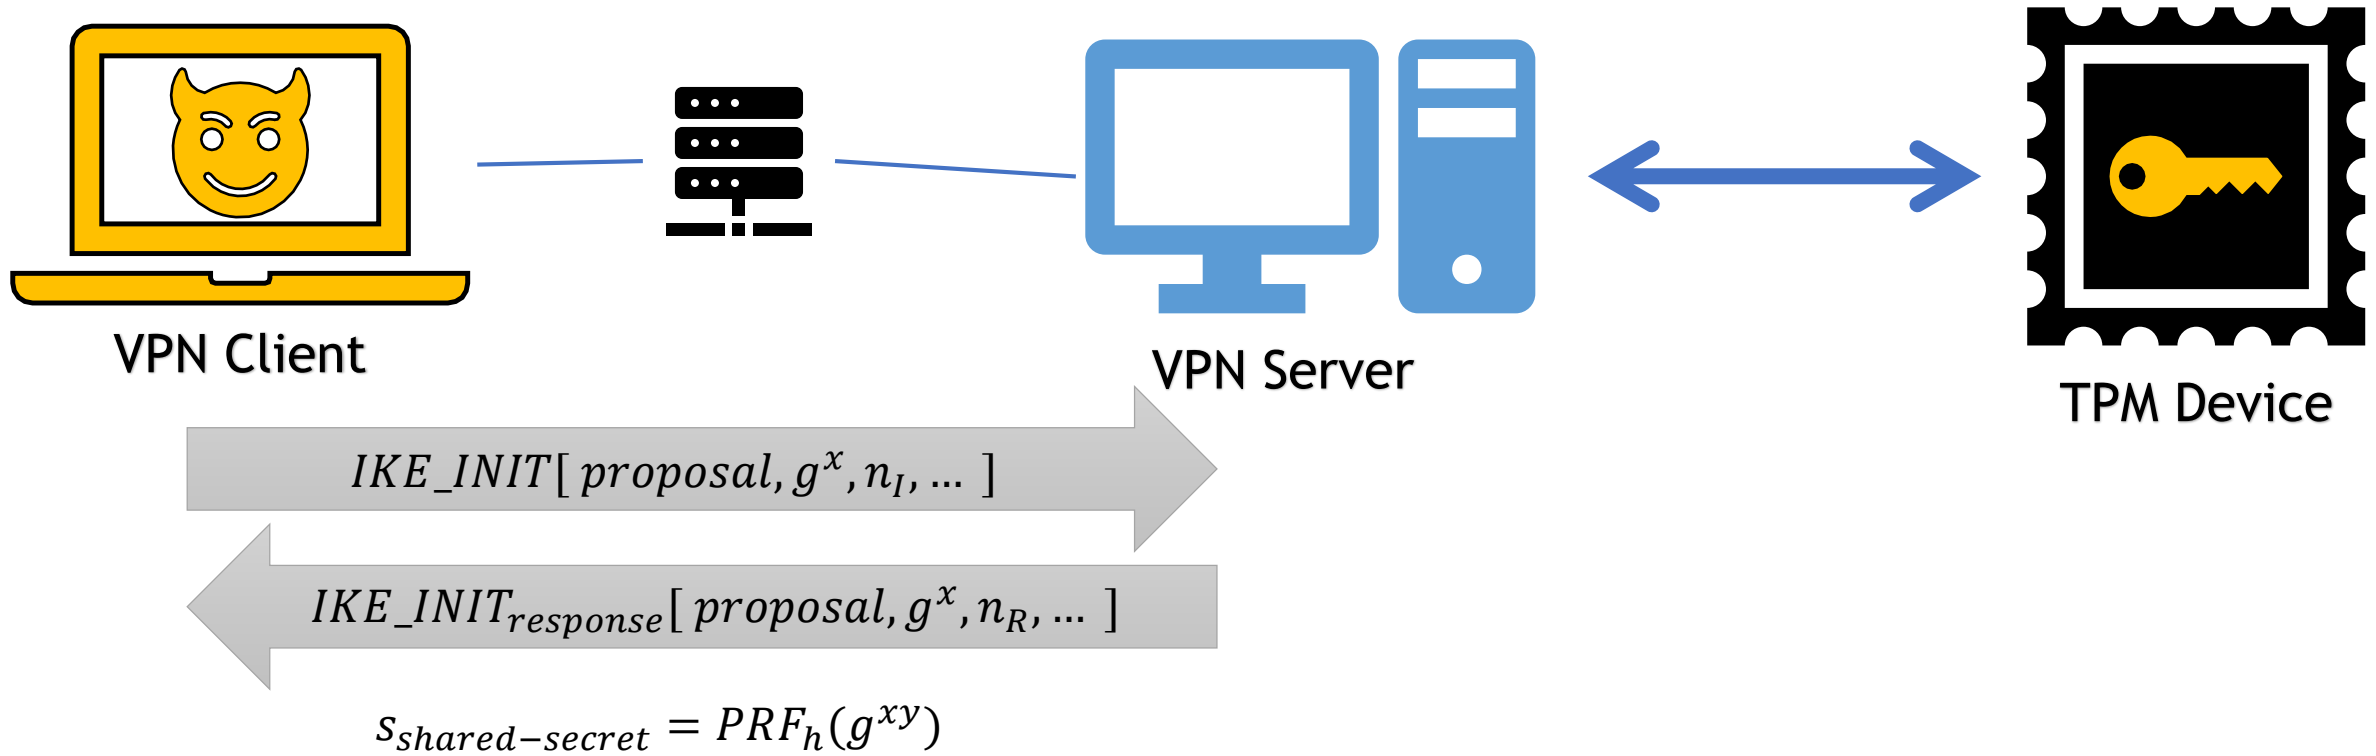 VPN Client
VPN Server
TPM Device
IKE_INIT[ proposal, g^x, n_I, … ]
IKE_INIT_response[ proposal, g^x, n_R, … ]
s_shared−secret = PRF_h(g^xy)